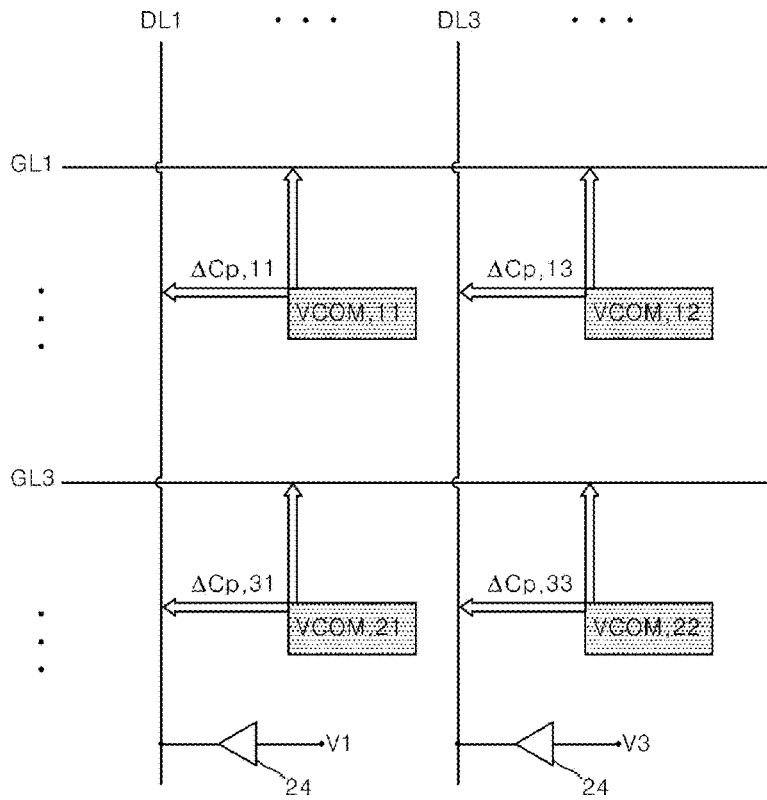 DL1 • • • DL3 • • •
GL1
ΔCp,11 ΔCp,13
VCOM,11 VCOM,12
GL3
ΔCp,31 ΔCp,33
VCOM,21 VCOM,22
V1 V3
24 24